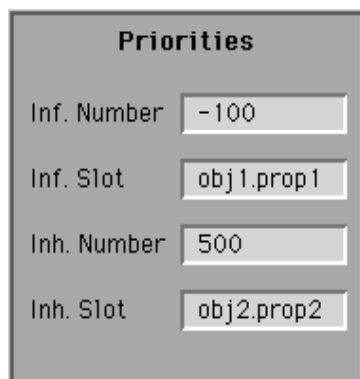 Priorities
Inf. Number -100
Inf. Slot obj1.prop1
Inh. Number 500
Inh. Slot obj2.prop2